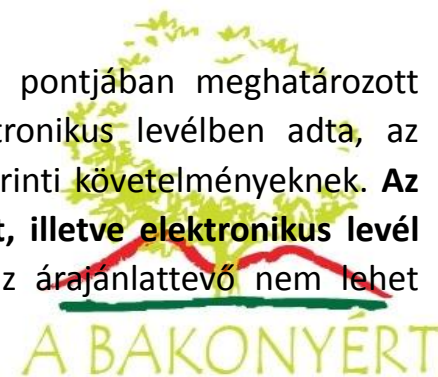 pontjában meghatározott
tronikus levélben adta, az
rinti követelményeknek. Az
t, illetve elektronikus levél
z árajánlattevő nem lehet
A BAKONYÉRT